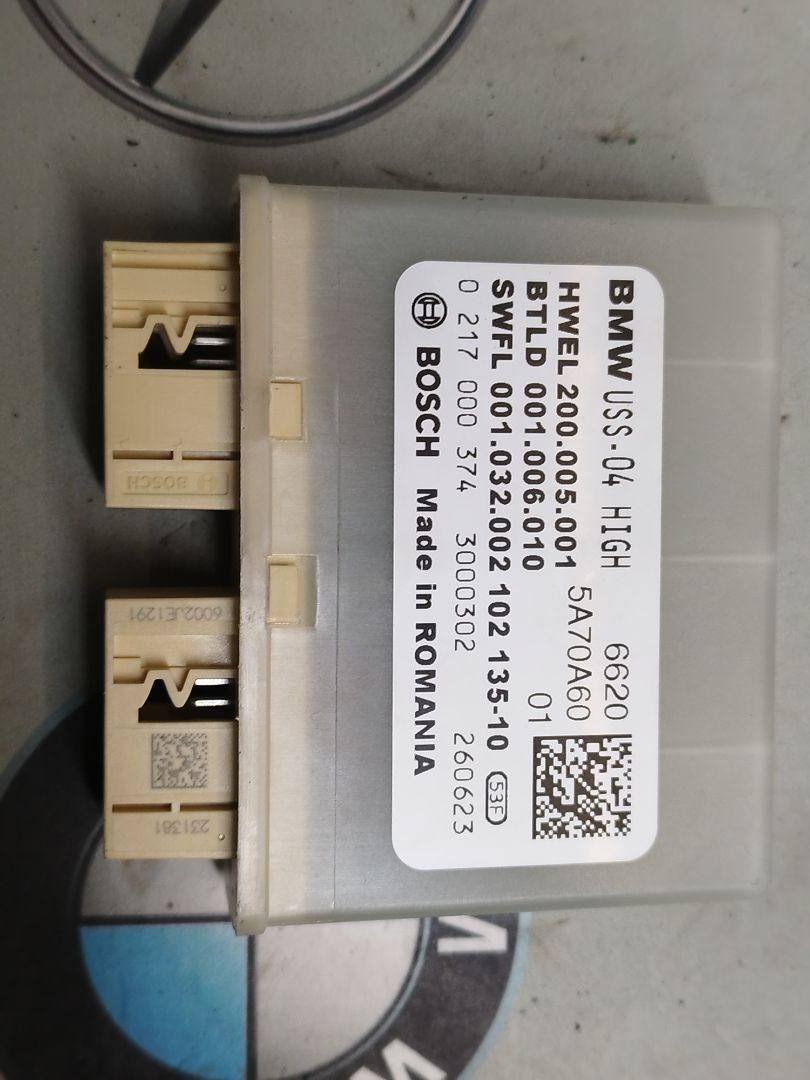 BMW USS-04 HIGH 6620
HWEL 200.005.001 5A70A60
BTLD 001.006.010 01
SWFL 001.032.002 102 135-10 53F
0 217 000 374 3000302 260623
BOSCH Made in ROMANIA
BOSCH
6002JE1291
231381